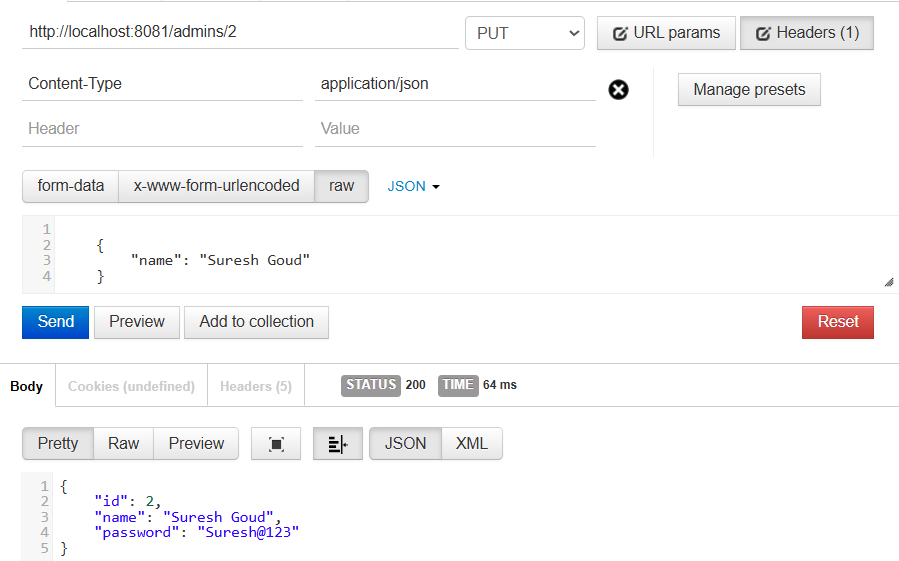 http://localhost:8081/admins/2 PUT URL params Headers (1)
Content-Type application/json Manage presets
Header Value
form-data x-www-form-urlencoded raw JSON
1
2 {
3 "name": "Suresh Goud"
4 }
Send Preview Add to collection Reset
Body Cookies (undefined) Headers (5) STATUS 200 TIME 64 ms
Pretty Raw Preview JSON XML
1 {
2 "id": 2,
3 "name": "Suresh Goud",
4 "password": "Suresh@123"
5 }